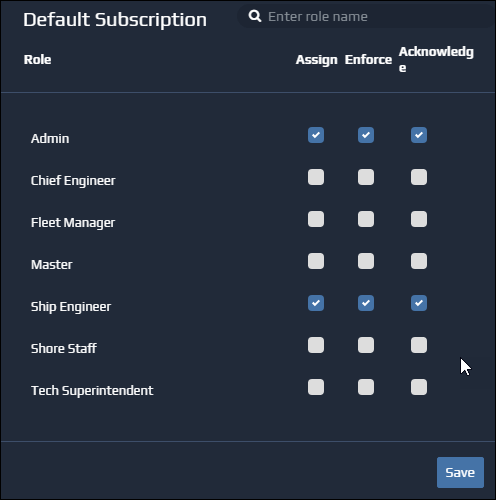 Default Subscription
Enter role name
Role Assign Enforce Acknowledg
e
Admin
Chief Engineer
Fleet Manager
Master
Ship Engineer
Shore Staff
Tech Superintendent
Save